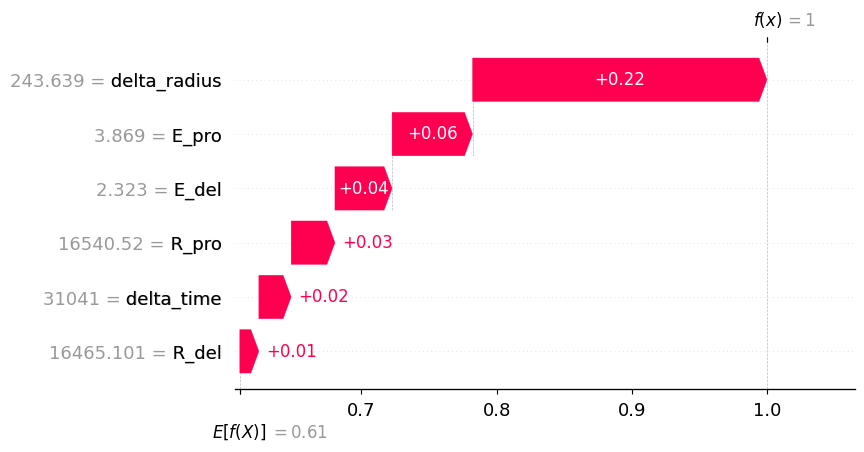 f(x) = 1
243.639 = delta_radius
+0.22
3.869 = E_pro
+0.06
2.323 = E_del
+0.04
16540.52 = R_pro
+0.03
31041 = delta_time
+0.02
16465.101 = R_del
+0.01
0.7 0.8 0.9 1.0
E[f(X)] = 0.61